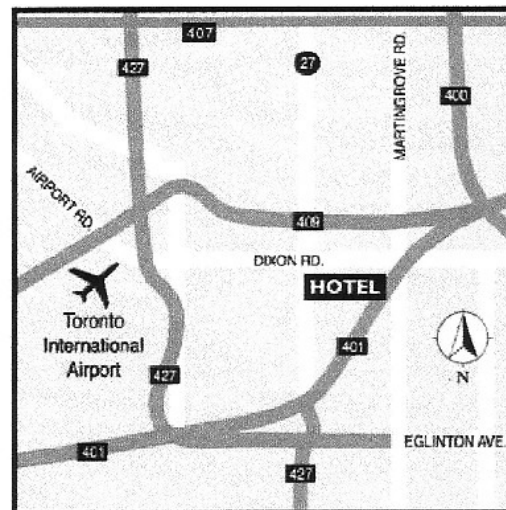 407
427
27
MARTINGROVE RD.
400
AIRPORT RD.
409
DIXON RD.
HOTEL
Toronto
International
Airport
401
N
427
EGLINTON AVE.
401
427